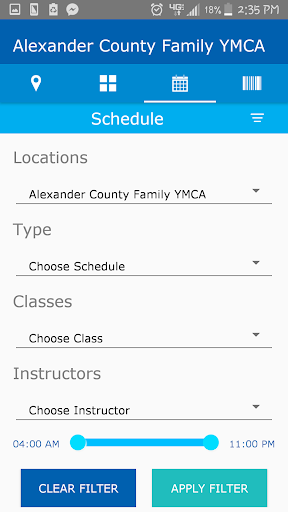 4G 18% 2:35 PM
Alexander County Family YMCA
Schedule
Locations
Alexander County Family YMCA
Type
Choose Schedule
Classes
Choose Class
Instructors
Choose Instructor
04:00 AM 11:00 PM
CLEAR FILTER APPLY FILTER